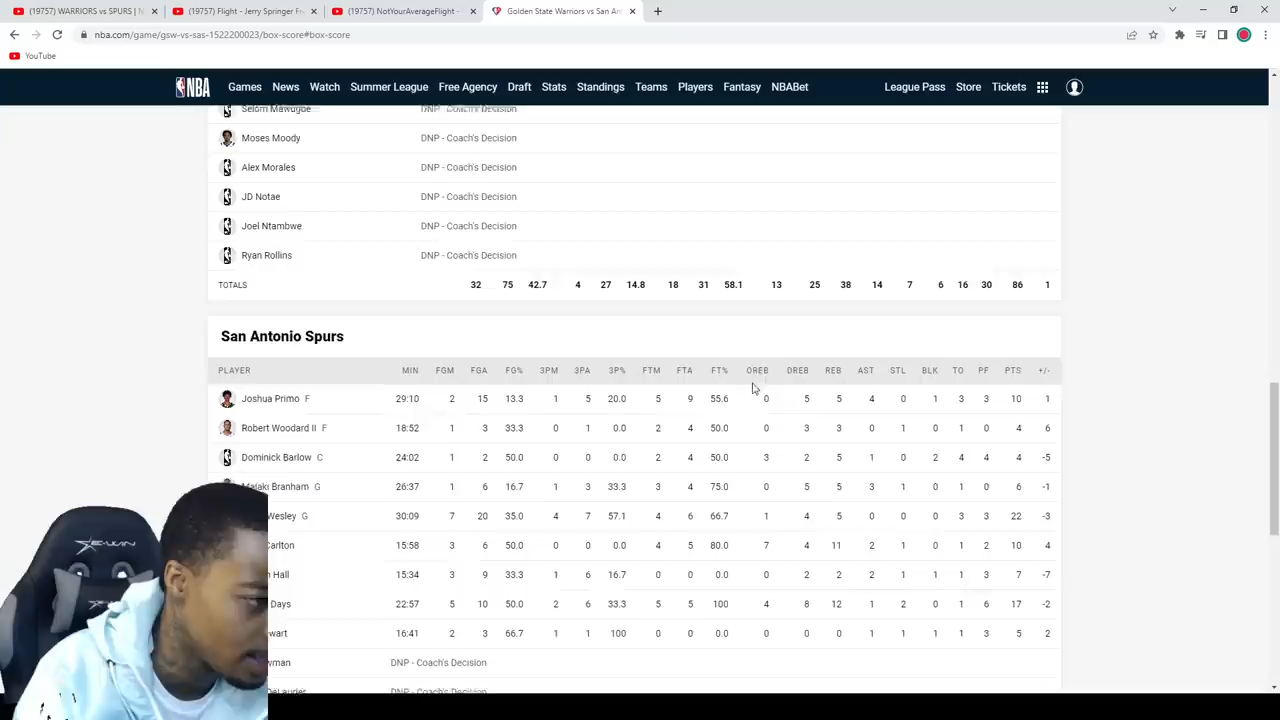 (19757) WARRIORS vs SPURS | N
(19757) Flight - Jerry Springer Fr
(19757) NotYourAverageFlight -
Golden State Warriors vs San An
nba.com/game/gsw-vs-sas-1522200023/box-score#box-score
YouTube
NBA Games News Watch Summer League Free Agency Draft Stats Standings Teams Players Fantasy NBABet League Pass Store Tickets
DNP - Coach's Decision
Moses Moody DNP - Coach's Decision
Alex Morales DNP - Coach's Decision
JD Notae DNP - Coach's Decision
Joel Ntambwe DNP - Coach's Decision
Ryan Rollins DNP - Coach's Decision
TOTALS 32 75 42.7 4 27 14.8 18 31 58.1 13 25 38 14 7 6 16 30 86 1
San Antonio Spurs
PLAYER MIN FGM FGA FG% 3PM 3PA 3P% FTM FTA FT% OREB DREB REB AST STL BLK TO PF PTS +/-
Joshua Primo F 29:10 2 15 13.3 1 5 20.0 5 9 55.6 0 5 5 4 0 1 3 3 10 1
Robert Woodard II F 18:52 1 3 33.3 0 1 0.0 2 4 50.0 0 3 3 0 1 0 1 0 4 6
Dominick Barlow C 24:02 1 2 50.0 0 0 0.0 2 4 50.0 3 2 5 1 0 2 4 4 4 -5
Branham G 26:37 1 6 16.7 1 3 33.3 3 4 75.0 0 5 5 3 1 0 1 0 6 -1
Wesley G 30:09 7 20 35.0 4 7 57.1 4 6 66.7 1 4 5 0 0 0 3 3 22 -3
Carlton 15:58 3 6 50.0 0 0 0.0 4 5 80.0 7 4 11 2 1 0 1 2 10 4
Hall 15:34 3 9 33.3 1 6 16.7 0 0 0.0 0 2 2 2 1 1 1 3 7 -7
Days 22:57 5 10 50.0 2 6 33.3 5 5 100 4 8 12 1 2 0 1 6 17 -2
wart 16:41 2 3 66.7 1 1 100 0 0 0.0 0 0 0 1 1 1 1 3 5 2
wman DNP - Coach's Decision
DNP - Coach's Decision
E-WIN